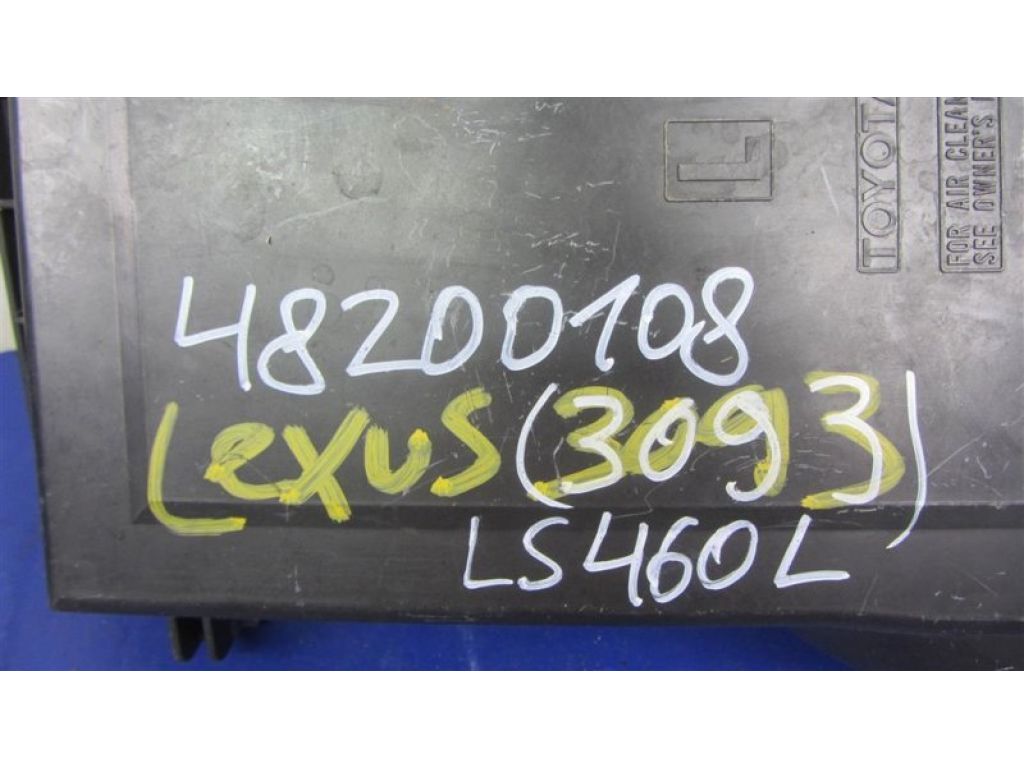 L
TOYOTA
FOR AIR CLEAN
SEE OWNER'S
48200108
Lexus (3093)
LS460L